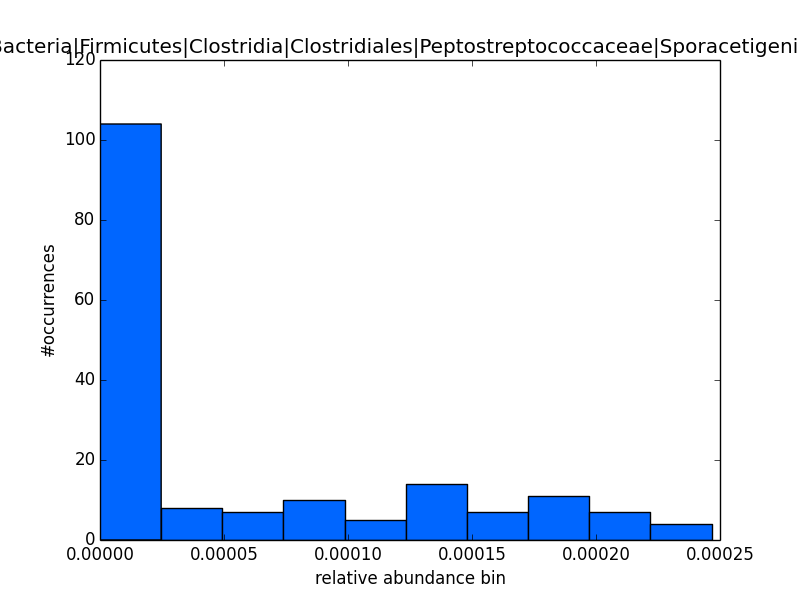 Bacteria|Firmicutes|Clostridia|Clostridiales|Peptostreptococcaceae|Sporacetigeni
120
100
80
60
40
20
0
#occurrences
0.00000 0.00005 0.00010 0.00015 0.00020 0.00025
relative abundance bin